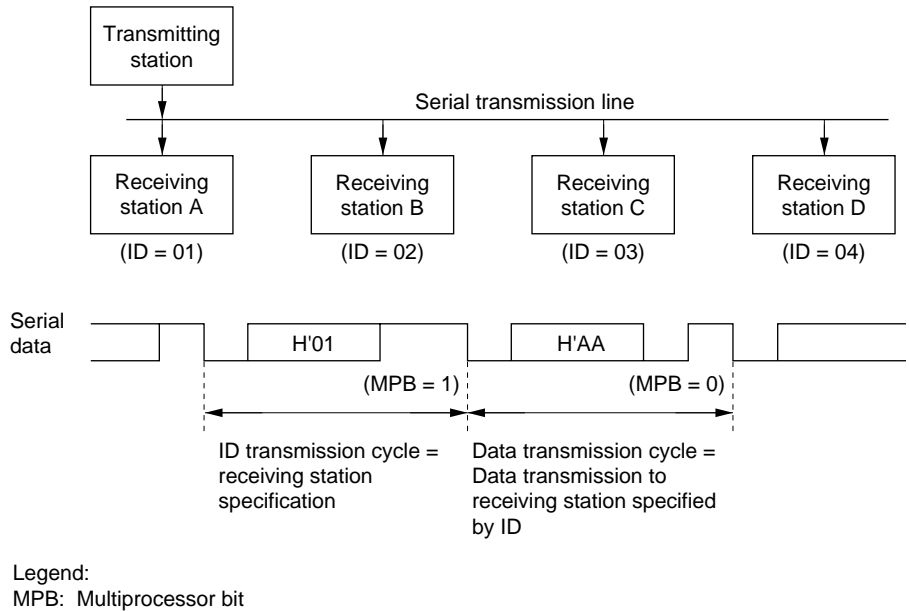 Transmitting
station
Serial transmission line
Receiving
station A
Receiving
station B
Receiving
station C
Receiving
station D
(ID = 01)
(ID = 02)
(ID = 03)
(ID = 04)
Serial
data
H'01
H'AA
(MPB = 1)
(MPB = 0)
ID transmission cycle =
receiving station
specification
Data transmission cycle =
Data transmission to
receiving station specified
by ID
Legend:
MPB: Multiprocessor bit